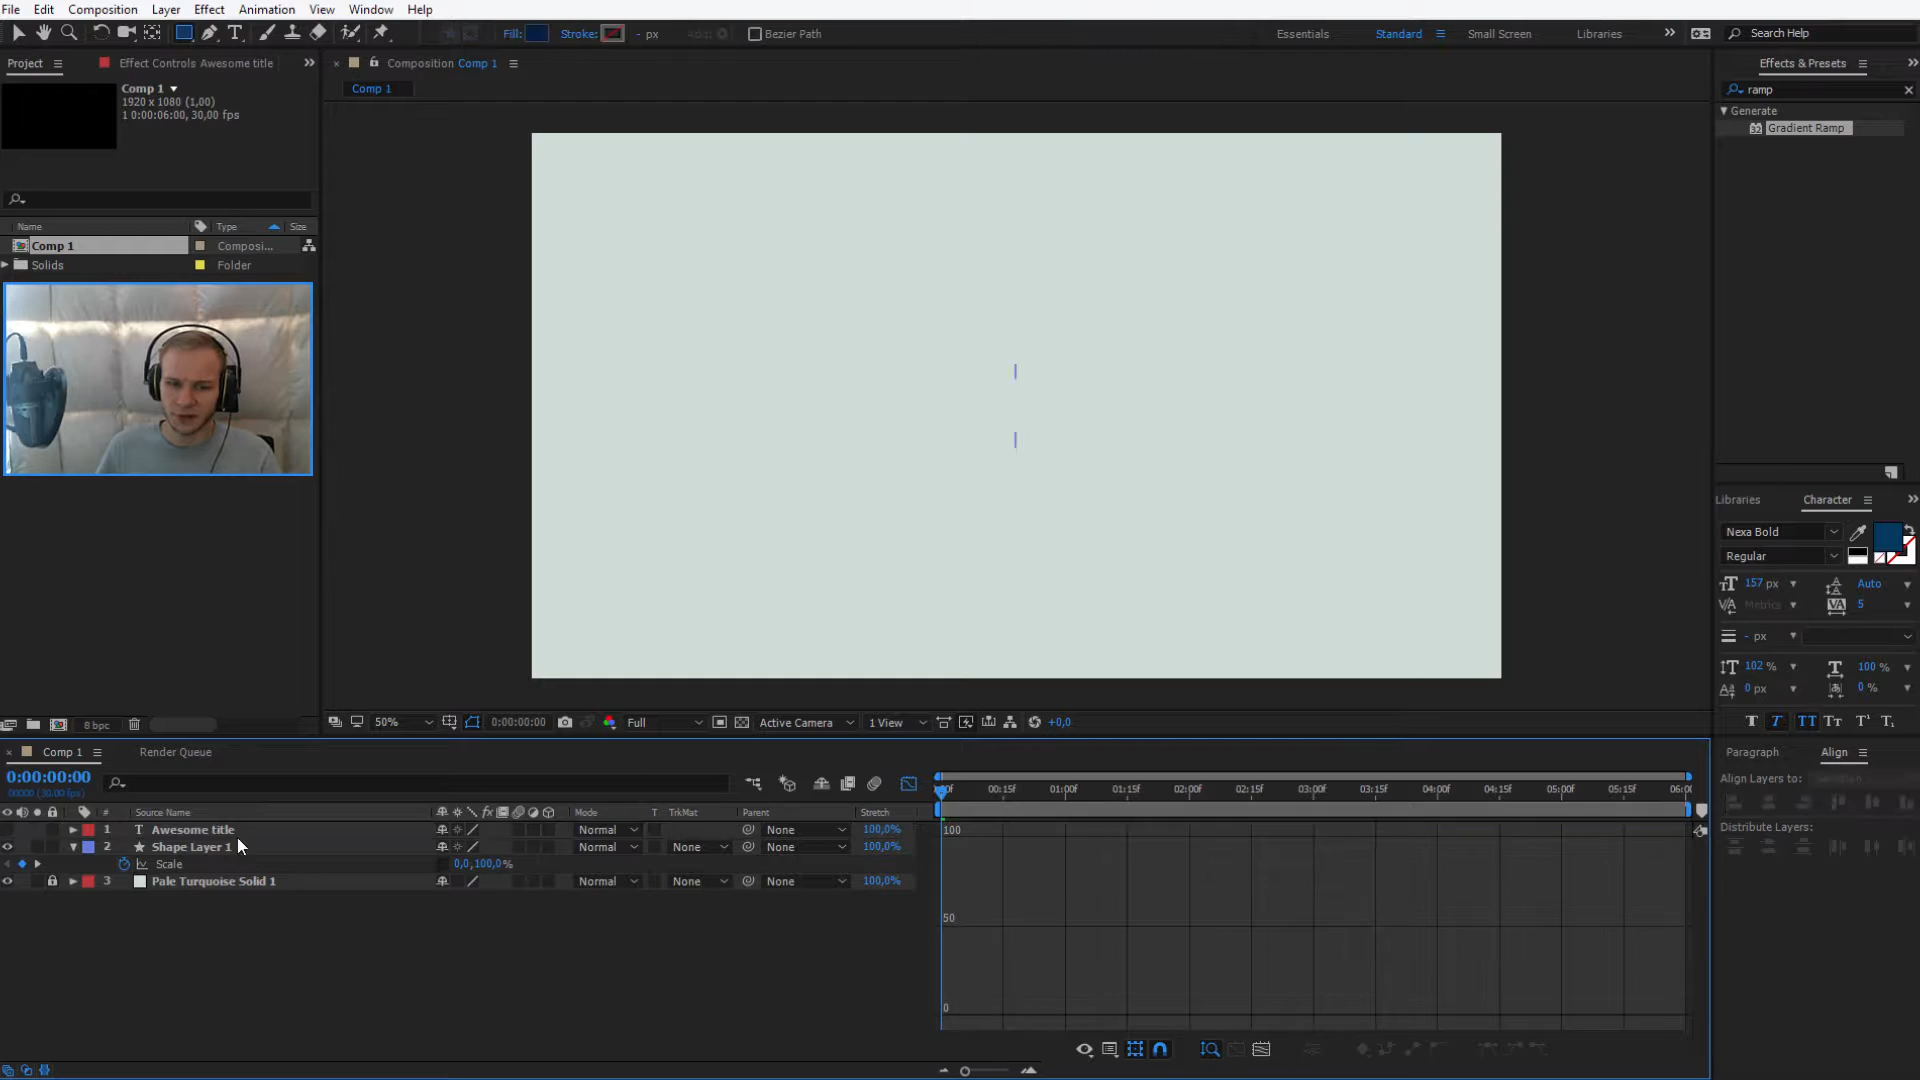 File Edit Composition Layer Effect Animation View Window Help
Fill: Stroke: - px Bezier Path Essentials Standard Small Screen Libraries Search Help
Project Effect Controls Awesome title Composition Comp 1 Effects & Presets
Comp 1
1920 x 1080 (1,00)
1 0:00:06:00, 30,00 fps
Comp 1
ramp
Generate
32 Gradient Ramp
Name Type Size
Comp 1 Composi...
Solids Folder
Libraries Character
Nexa Bold
Regular
157 px Auto
Metrics 5
- px
102 % 100 %
0 px 0 %
8 bpc 50% 0:00:00:00 Full Active Camera 1 View +0,0
Comp 1 Render Queue Paragraph Align
Align Layers to:
Distribute Layers:
0:00:00:00
00000 (30.00 fps)
00:15f 01:00f 01:15f 02:00f 02:15f 03:00f 03:15f 04:00f 04:15f 05:00f 05:15f 06:00
# Source Name Mode T TrkMat Parent Stretch
1 T Awesome title Normal None 100,0%
2 Shape Layer 1 Normal None None 100,0%
Scale 0,0,100,0%
3 Pale Turquoise Solid 1 Normal None None 100,0%
100
50
0